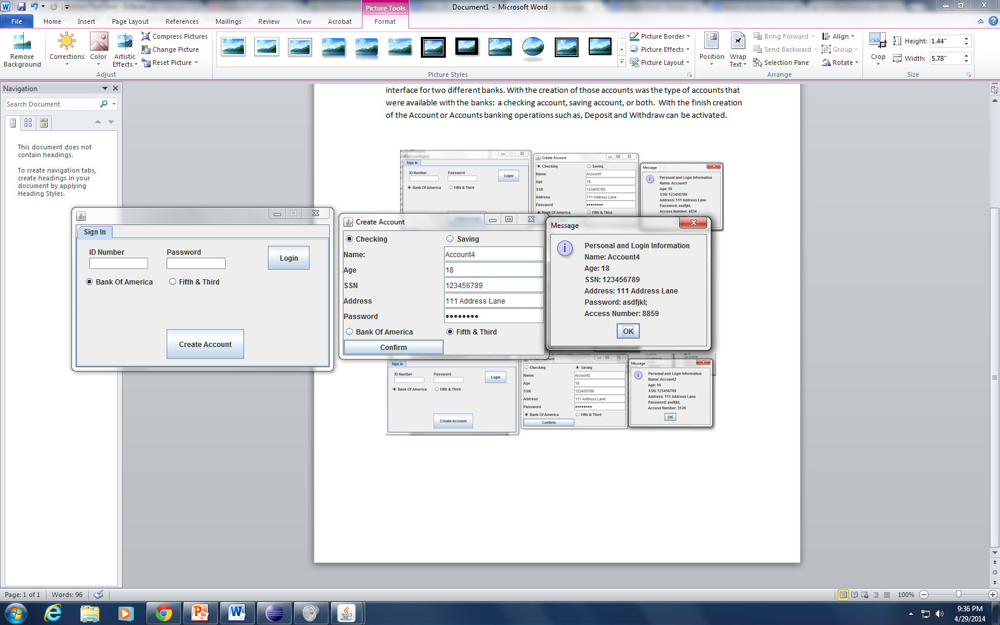 Document1 - Microsoft Word
Picture Tools
File Home Insert Page Layout References Mailings Review View Acrobat Format
Remove Background
Corrections
Color
Artistic Effects
Compress Pictures
Change Picture
Reset Picture
Adjust
Picture Styles
Picture Border
Picture Effects
Picture Layout
Position
Wrap Text
Bring Forward
Send Backward
Selection Pane
Align
Group
Rotate
Arrange
Crop
Height: 1.44"
Width: 5.78"
Size
Navigation
Search Document
This document does not
contain headings.
To create navigation tabs,
create headings in your
document by applying
Heading Styles.
interface for two different banks. With the creation of those accounts was the type of accounts that
were available with the banks: a checking account, saving account, or both. With the finish creation
of the Account or Accounts banking operations such as, Deposit and Withdraw can be activated.
Sign In
ID Number Password
Login
Bank Of America Fifth & Third
Create Account
Checking Saving
Name: Account1
Age 18
SSN 123456789
Address 111 Address Lane
Password ••••••••
Bank Of America Fifth & Third
Message
Personal and Login Information
Name: Account1
Age: 18
SSN: 123456789
Address: 111 Address Lane
Password: asdfjkl;
Access Number: 4834
Sign In
ID Number Password
Login
Bank Of America Fifth & Third
Create Account
Create Account
Checking Saving
Name: Account4
Age 18
SSN 123456789
Address 111 Address Lane
Password ••••••••
Bank Of America Fifth & Third
Confirm
Message
Personal and Login Information
Name: Account4
Age: 18
SSN: 123456789
Address: 111 Address Lane
Password: asdfjkl;
Access Number: 8859
OK
Sign In
ID Number Password
Login
Bank Of America Fifth & Third
Create Account
Checking Saving
Name: Account2
Age 18
SSN 123456789
Address 111 Address Lane
Password ••••••••
Bank Of America Fifth & Third
Confirm
Message
Personal and Login Information
Name: Account2
Age: 18
SSN: 123456789
Address: 111 Address Lane
Password: asdfjkl;
Access Number: 3126
OK
Page: 1 of 1 Words: 96
100%
9:36 PM
4/29/2014